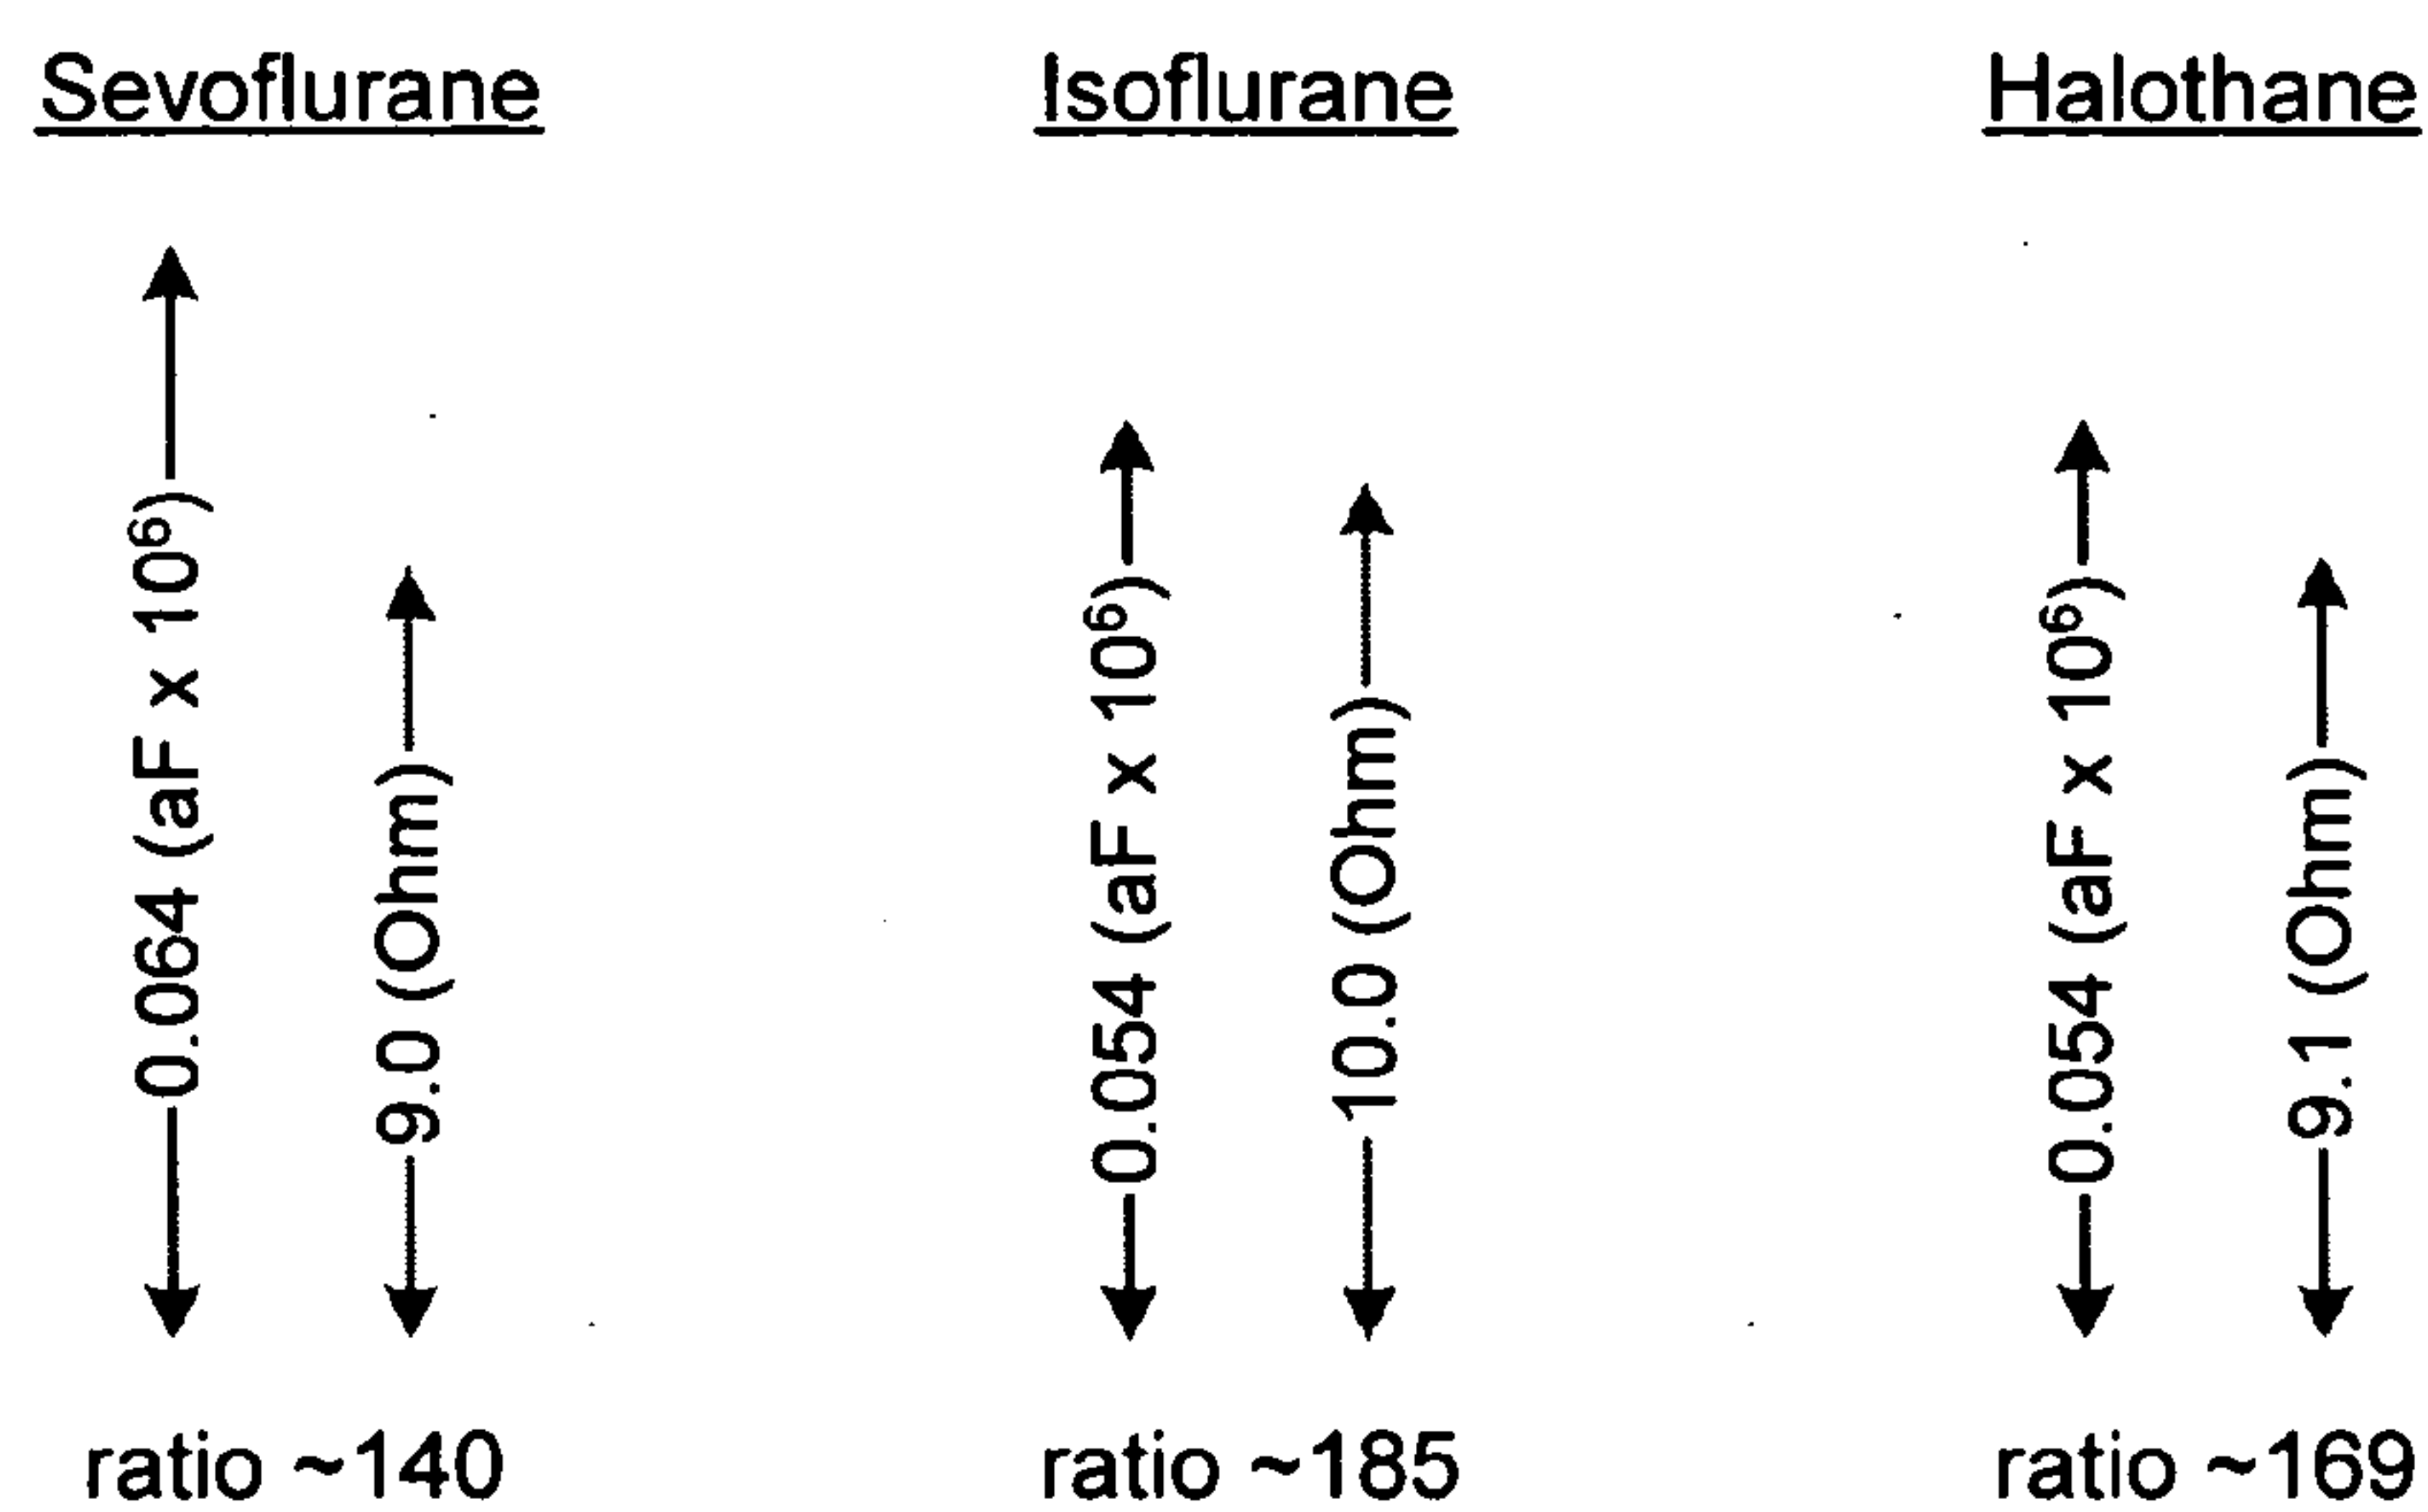 Sevoflurane
0.064 (aF x 10⁶)
9.0 (Ohm)
ratio ~140
Isoflurane
0.054 (aF x 10⁶)
10.0 (Ohm)
ratio ~185
Halothane
0.054 (aF x 10⁶)
9.1 (Ohm)
ratio ~169